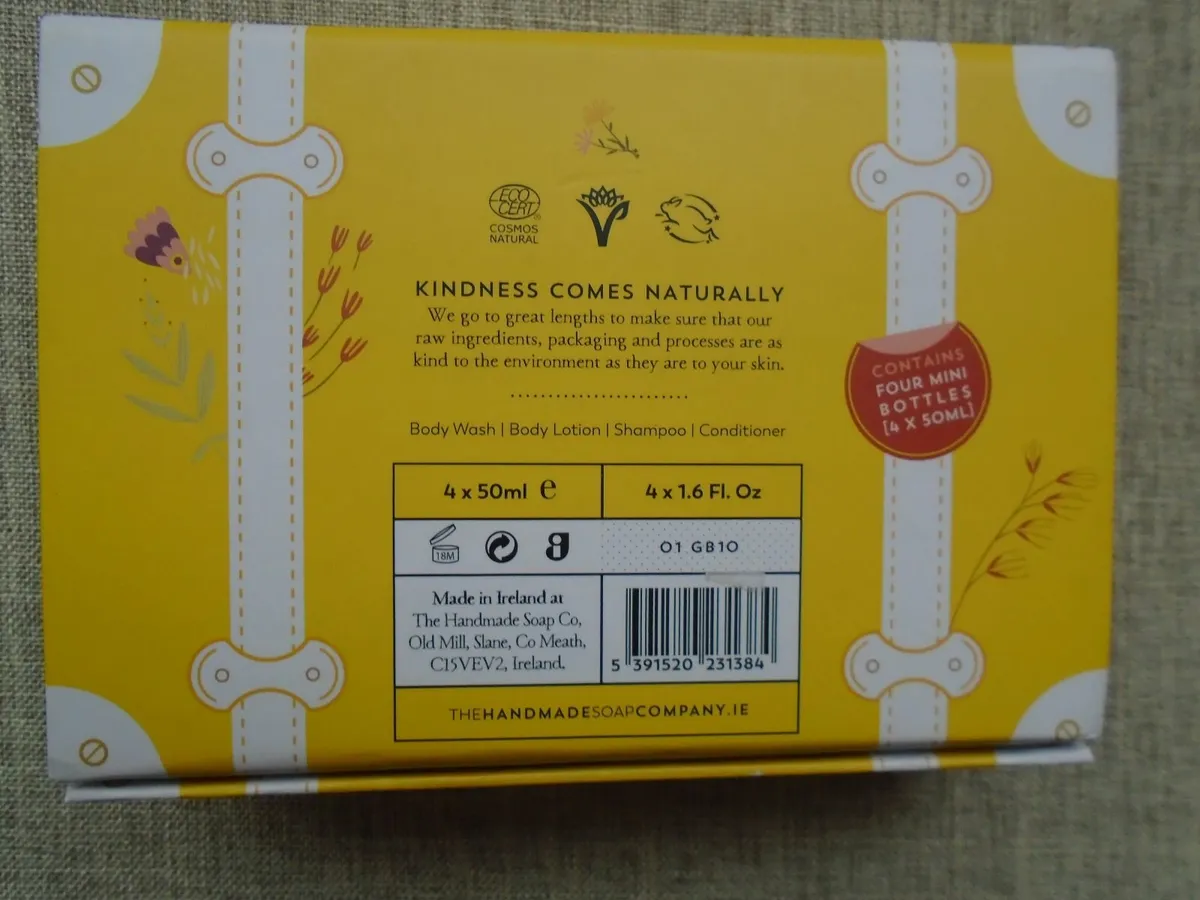 ECO
CERT
COSMOS
NATURAL
KINDNESS COMES NATURALLY
We go to great lengths to make sure that our
raw ingredients, packaging and processes are as
kind to the environment as they are to your skin.
Body Wash | Body Lotion | Shampoo | Conditioner
CONTAINS
FOUR MINI
BOTTLES
[4 X 50ML]
4 x 50ml ℮
4 x 1.6 Fl. Oz
18M
01 GB10
Made in Ireland at
The Handmade Soap Co,
Old Mill, Slane, Co Meath,
C15VEV2, Ireland.
5 391520 231384
THEHANDMADESOAPCOMPANY.IE